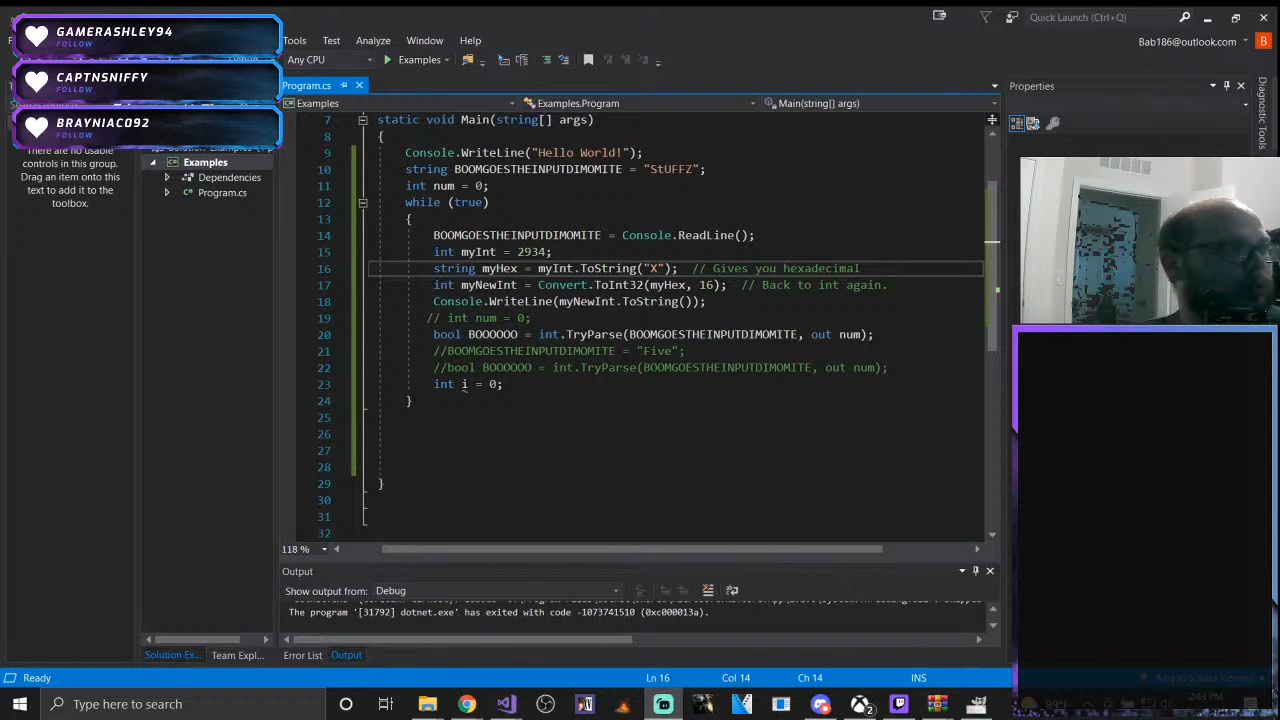 GAMERASHLEY94
FOLLOW
CAPTNSNIFFY
FOLLOW
BRAYNIAC092
FOLLOW
Quick Launch (Ctrl+Q)
Tools Test Analyze Window Help
Bab186@outlook.com B
Any CPU Examples
Program.cs
Properties
Examples Examples.Program Main(string[] args)
Diagnostic Tools
There are no usable
controls in this group.
Drag an item onto this
text to add it to the
toolbox.
Examples
Dependencies
Program.cs
7 static void Main(string[] args)
8 {
9 Console.WriteLine("Hello World!");
10 string BOOMGOESTHEINPUTDIMOMITE = "StUFFZ";
11 int num = 0;
12 while (true)
13 {
14 BOOMGOESTHEINPUTDIMOMITE = Console.ReadLine();
15 int myInt = 2934;
16 string myHex = myInt.ToString("X"); // Gives you hexadecimal
17 int myNewInt = Convert.ToInt32(myHex, 16); // Back to int again.
18 Console.WriteLine(myNewInt.ToString());
19 // int num = 0;
20 bool BOOOOOO = int.TryParse(BOOMGOESTHEINPUTDIMOMITE, out num);
21 //BOOMGOESTHEINPUTDIMOMITE = "Five";
22 //bool BOOOOOO = int.TryParse(BOOMGOESTHEINPUTDIMOMITE, out num);
23 int i = 0;
24 }
25
26
27
28
29 }
30
31
32
118 %
Output
Show output from: Debug
The program '[31792] dotnet.exe' has exited with code -1073741510 (0xc000013a).
Solution Ex... Team Expl... Error List Output
Ready Ln 16 Col 14 Ch 14 INS
Type here to search
89°F
2:43 PM